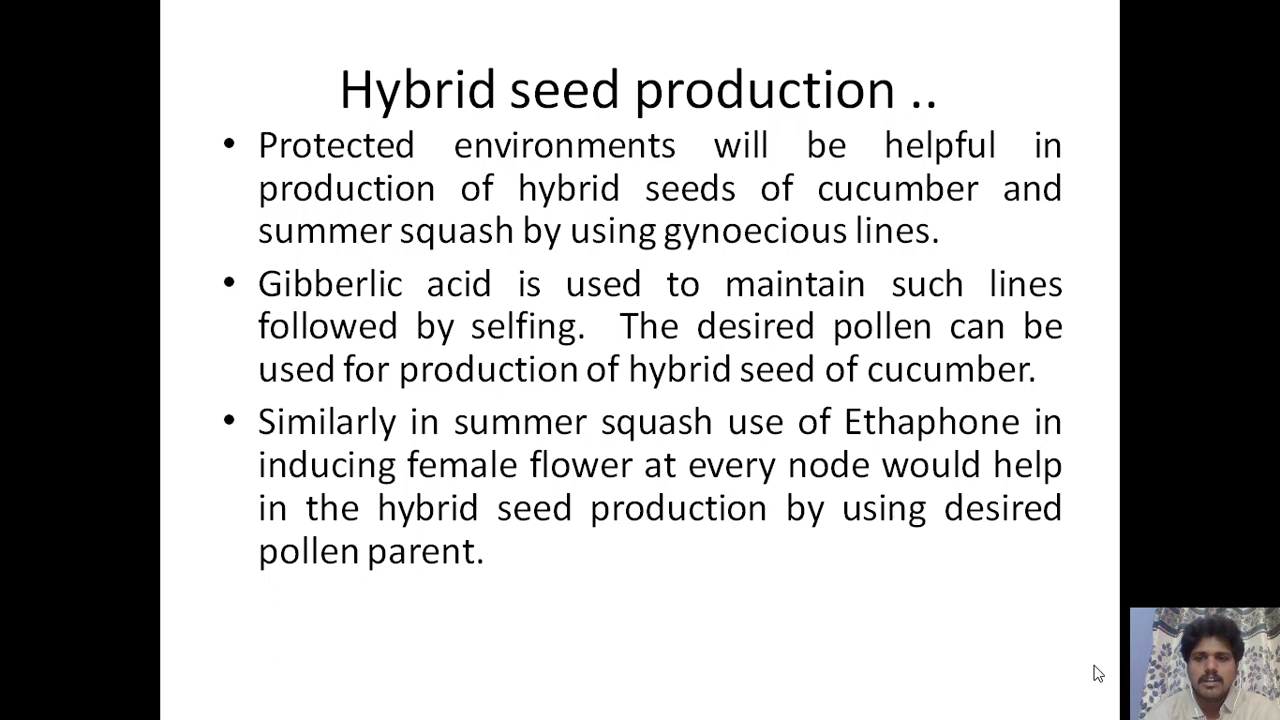 Hybrid seed production ..
• Protected environments will be helpful in
production of hybrid seeds of cucumber and
summer squash by using gynoecious lines.
• Gibberlic acid is used to maintain such lines
followed by selfing. The desired pollen can be
used for production of hybrid seed of cucumber.
• Similarly in summer squash use of Ethaphone in
inducing female flower at every node would help
in the hybrid seed production by using desired
pollen parent.